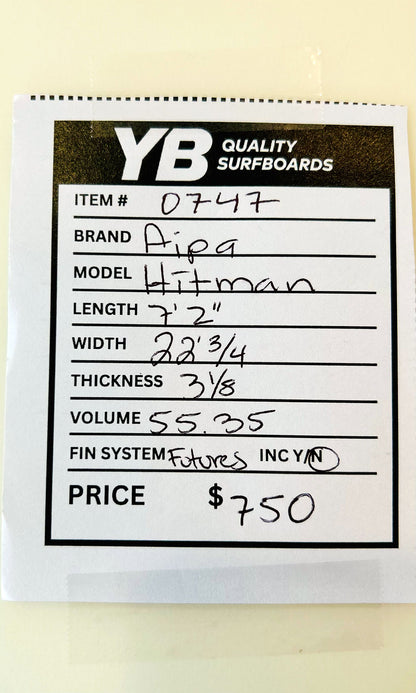 YB QUALITY
SURFBOARDS
ITEM # 0747
BRAND Aipa
MODEL Hitman
LENGTH 7' 2"
WIDTH 22' 3/4
THICKNESS 3 1/8
VOLUME 55.35
FIN SYSTEM Futures INC Y/N
PRICE $750